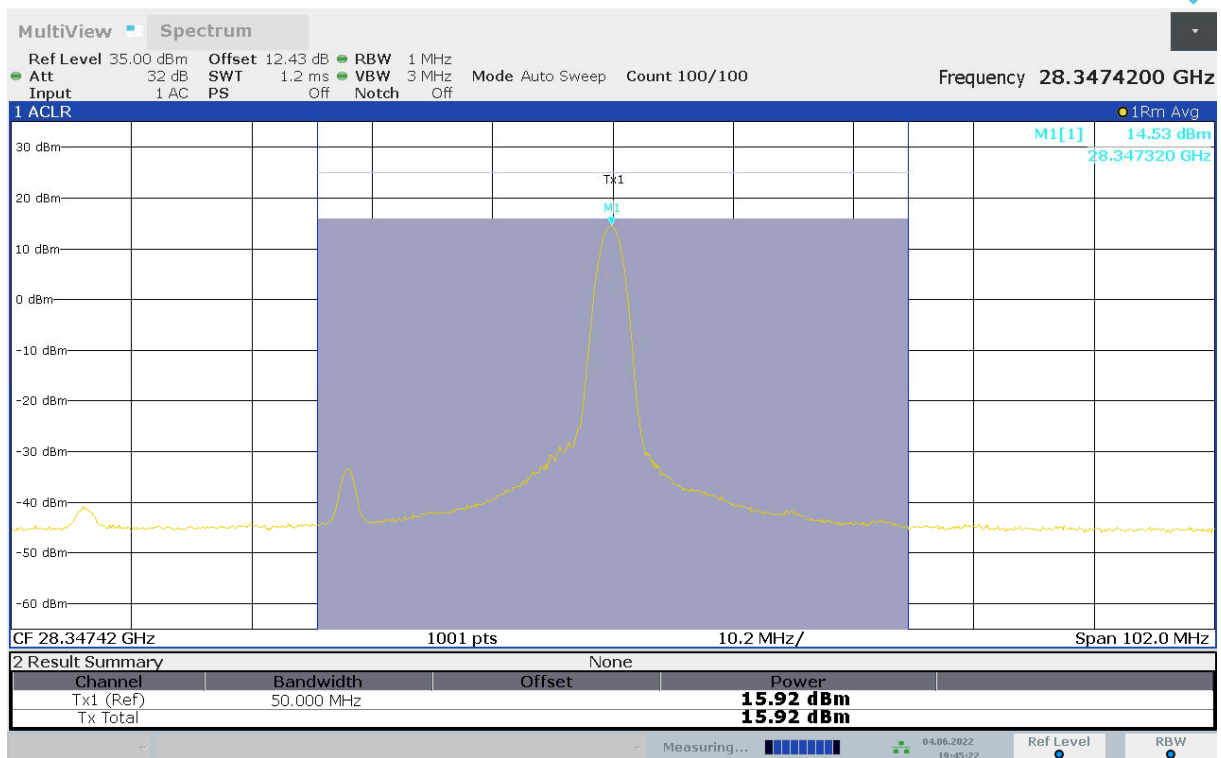 MultiView Spectrum
Ref Level 35.00 dBm Offset 12.43 dB RBW 1 MHz
Att 32 dB SWT 1.2 ms VBW 3 MHz Mode Auto Sweep Count 100/100 Frequency 28.3474200 GHz
Input 1 AC PS Off Notch Off
1 ACLR 1Rm Avg
M1[1] 14.53 dBm
28.347320 GHz
30 dBm
Tx1
20 dBm
M1
10 dBm
0 dBm
-10 dBm
-20 dBm
-30 dBm
-40 dBm
-50 dBm
-60 dBm
CF 28.34742 GHz 1001 pts 10.2 MHz/ Span 102.0 MHz
2 Result Summary None
Channel Bandwidth Offset Power
Tx1 (Ref) 50.000 MHz 15.92 dBm
Tx Total 15.92 dBm
Measuring... 04.06.2022 Ref Level RBW
19:45:22